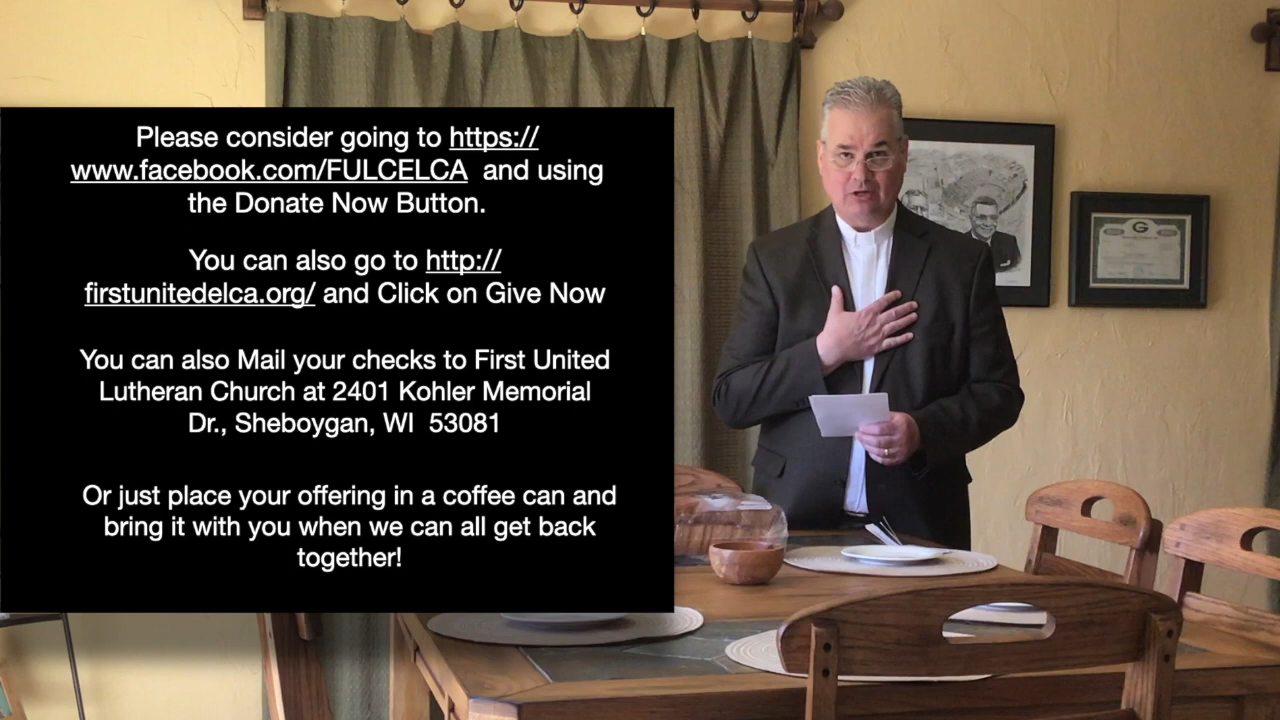 Please consider going to https://
www.facebook.com/FULCELCA and using
the Donate Now Button.
You can also go to http://
firstunitedelca.org/ and Click on Give Now
You can also Mail your checks to First United
Lutheran Church at 2401 Kohler Memorial
Dr., Sheboygan, WI 53081
Or just place your offering in a coffee can and
bring it with you when we can all get back
together!
G